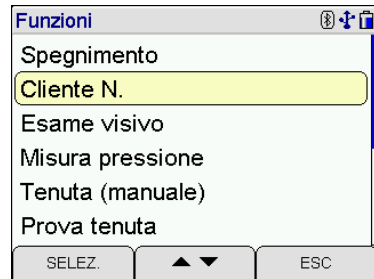 Funzioni
Spegnimento
Cliente N.
Esame visivo
Misura pressione
Tenuta (manuale)
Prova tenuta
SELEZ. ▲ ▼ ESC